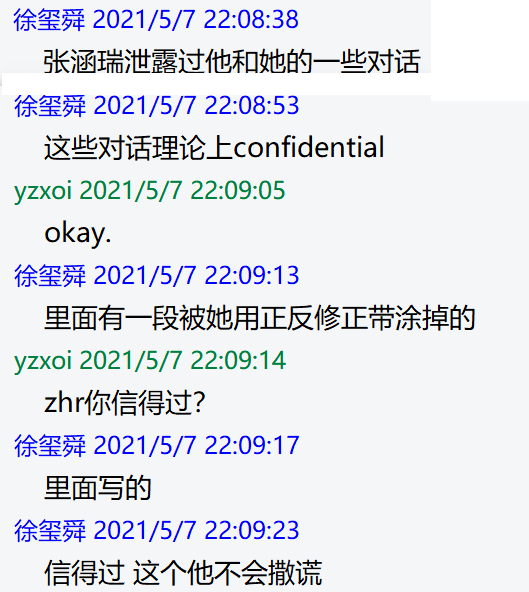 徐玺舜 2021/5/7 22:08:38
张涵瑞泄露过他和她的一些对话
徐玺舜 2021/5/7 22:08:53
这些对话理论上confidential
yzxoi 2021/5/7 22:09:05
okay.
徐玺舜 2021/5/7 22:09:13
里面有一段被她用正反修正带涂掉的
yzxoi 2021/5/7 22:09:14
zhr你信得过?
徐玺舜 2021/5/7 22:09:17
里面写的
徐玺舜 2021/5/7 22:09:23
信得过 这个他不会撒谎